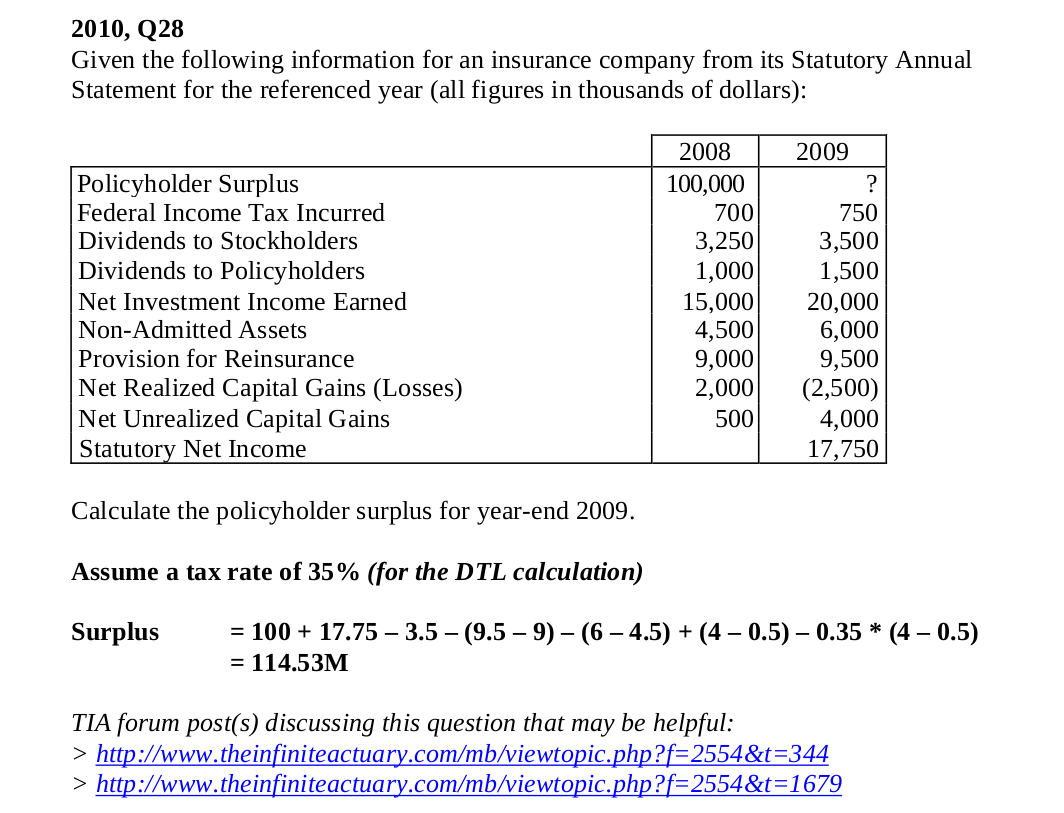 2010, Q28
Given the following information for an insurance company from its Statutory Annual
Statement for the referenced year (all figures in thousands of dollars):
2008 2009
Policyholder Surplus 100,000 ?
Federal Income Tax Incurred 700 750
Dividends to Stockholders 3,250 3,500
Dividends to Policyholders 1,000 1,500
Net Investment Income Earned 15,000 20,000
Non-Admitted Assets 4,500 6,000
Provision for Reinsurance 9,000 9,500
Net Realized Capital Gains (Losses) 2,000 (2,500)
Net Unrealized Capital Gains 500 4,000
Statutory Net Income 17,750
Calculate the policyholder surplus for year-end 2009.
Assume a tax rate of 35% (for the DTL calculation)
Surplus = 100 + 17.75 – 3.5 – (9.5 – 9) – (6 – 4.5) + (4 – 0.5) – 0.35 * (4 – 0.5)
= 114.53M
TIA forum post(s) discussing this question that may be helpful:
> http://www.theinfiniteactuary.com/mb/viewtopic.php?f=2554&t=344
> http://www.theinfiniteactuary.com/mb/viewtopic.php?f=2554&t=1679